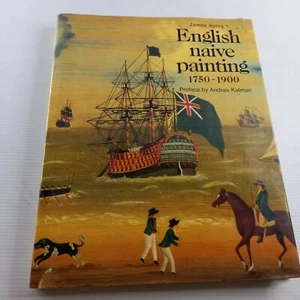 James Ayres
English
naive
painting
1750-1900
Preface by Andras Kalman